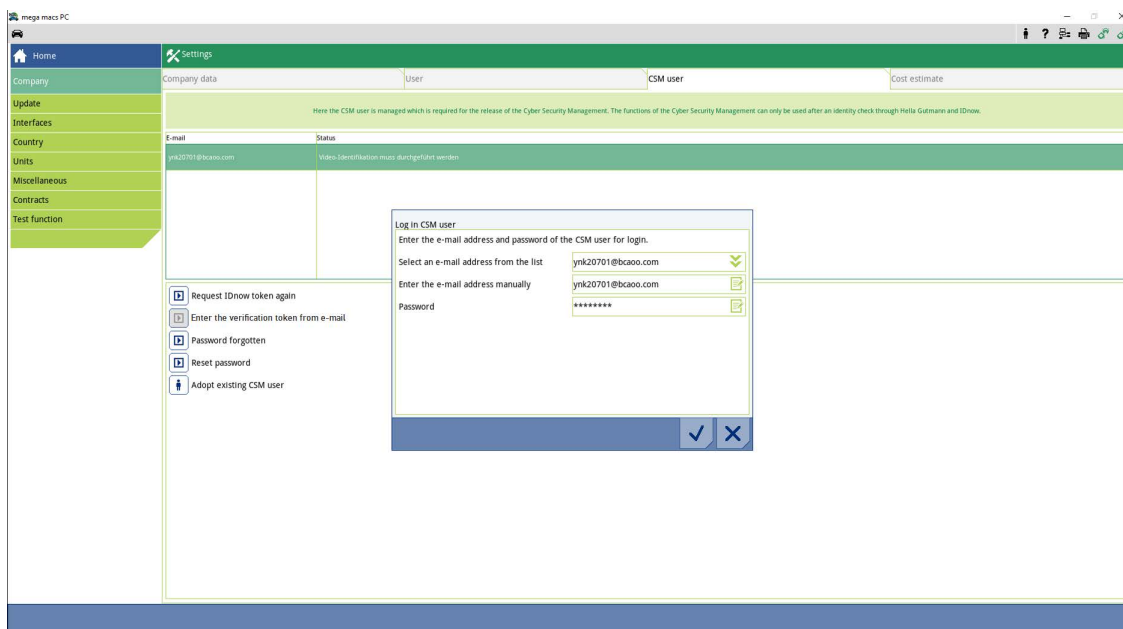 mega macs PC
Home
Settings
Company
Company data
User
CSM user
Cost estimate
Update
Interfaces
Country
Units
Miscellaneous
Contracts
Test function
Here the CSM user is managed which is required for the release of the Cyber Security Management. The functions of the Cyber Security Management can only be used after an identity check through Hella Gutmann and IDnow.
E-mail Status
ynk20701@bcaoo.com Video-Identifikation muss durchgeführt werden
Request IDnow token again
Enter the verification token from e-mail
Password forgotten
Reset password
Adopt existing CSM user
Log in CSM user
Enter the e-mail address and password of the CSM user for login.
Select an e-mail address from the list ynk20701@bcaoo.com
Enter the e-mail address manually ynk20701@bcaoo.com
Password ********